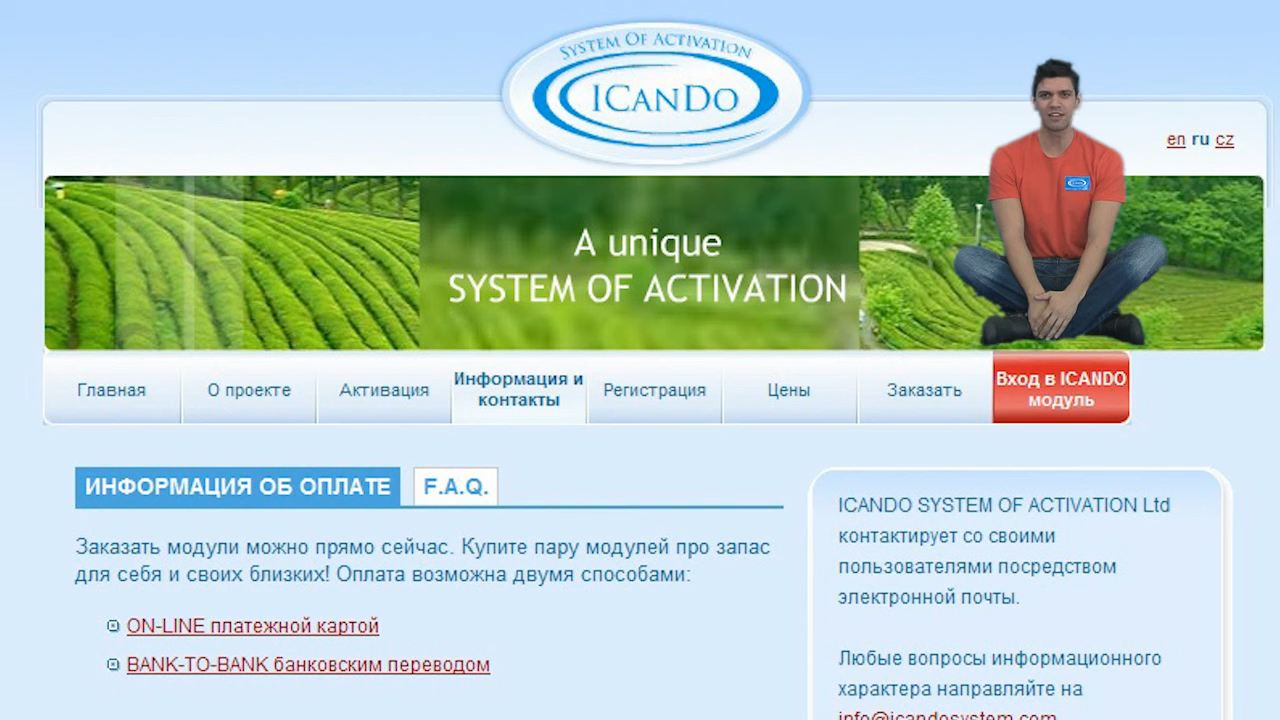 SYSTEM OF ACTIVATION
ICANDO
en ru cz
A unique
SYSTEM OF ACTIVATION
Главная
О проекте
Активация
Информация и
контакты
Регистрация
Цены
Заказать
Вход в ICANDO
модуль
ИНФОРМАЦИЯ ОБ ОПЛАТЕ
F.A.Q.
Заказать модули можно прямо сейчас. Купите пару модулей про запас
для себя и своих близких! Оплата возможна двумя способами:
ON-LINE платежной картой
BANK-TO-BANK банковским переводом
ICANDO SYSTEM OF ACTIVATION Ltd
контактирует со своими
пользователями посредством
электронной почты.
Любые вопросы информационного
характера направляйте на
info@icandosystem.com